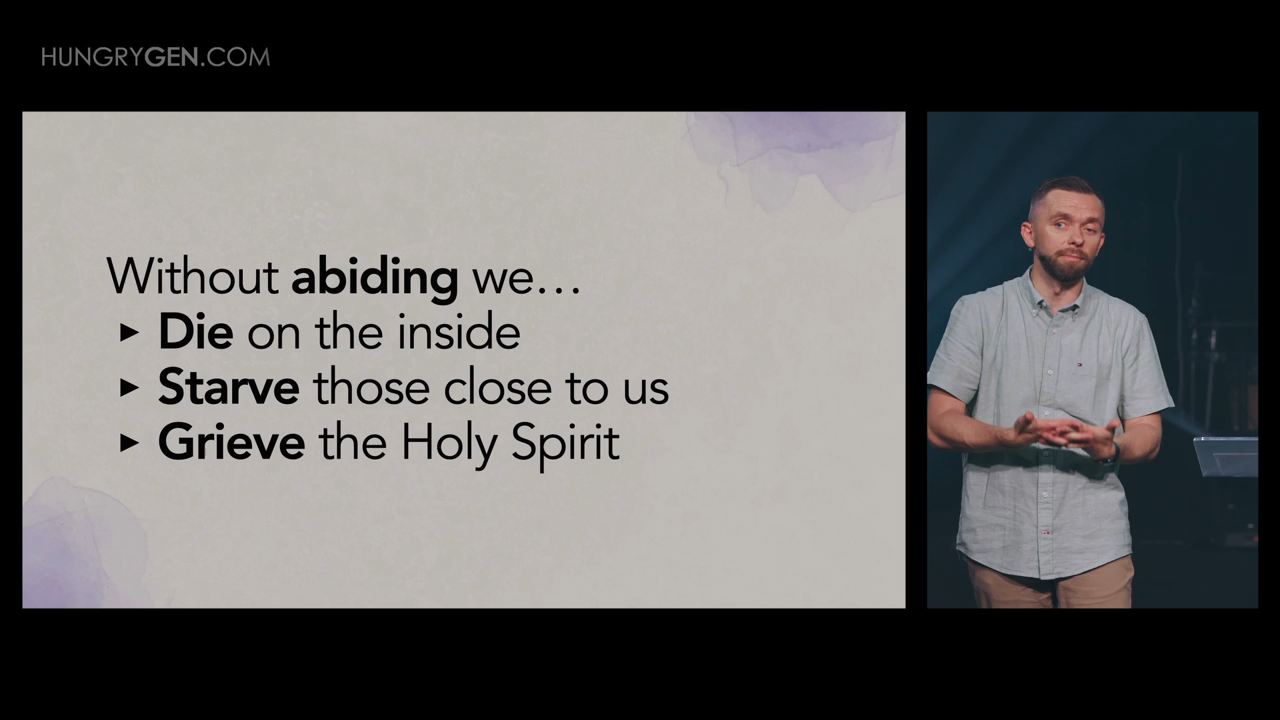 HUNGRYGEN.COM
Without abiding we…
▸ Die on the inside
▸ Starve those close to us
▸ Grieve the Holy Spirit